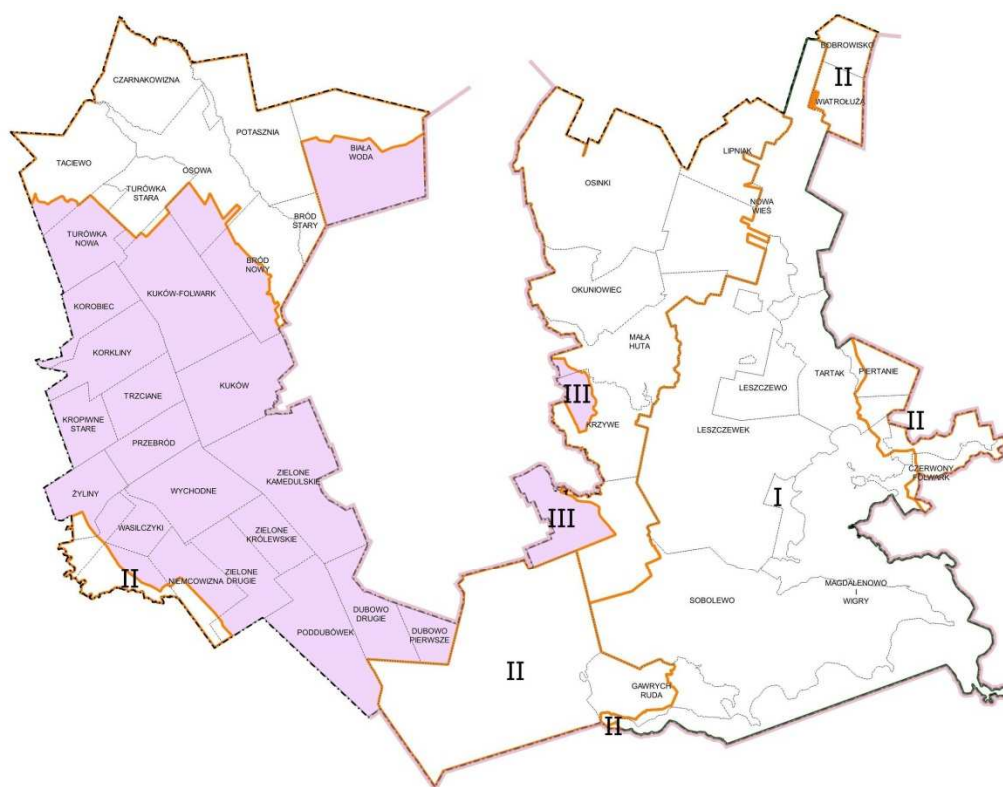 CZARNAKOWIZNA
POTASZNIA
TACIEWO
OSOWA
BIAŁA
WODA
TURÓWKA
STARA
BRÓD
STARY
TURÓWKA
NOWA
BRÓD
NOWY
KUKÓW-FOLWARK
KOROBIEC
KORKLINY
KUKÓW
TRZCIANE
KROPIWNE
STARE
PRZEBRÓD
ŻYLINY
WYCHODNE
ZIELONE
KAMEDULSKIE
WASILCZYKI
ZIELONE
KRÓLEWSKIE
II
NIEMCOWIZNA
ZIELONE
DRUGIE
DUBOWO
DRUGIE
DUBOWO
PIERWSZE
PODDUBÓWEK
BOBROWISKO
II
WIATROŁUŻA
LIPNIAK
OSINKI
NOWA
WIEŚ
OKUNIOWIEC
MAŁA
HUTA
III
KRZYWE
LESZCZEWO
TARTAK
PIERTANIE
LESZCZEWEK
II
CZERWONY
FOLWARK
I
III
SOBOLEWO
MAGDALENOWO
I
WIGRY
II
GAWRYCH
RUDA
II